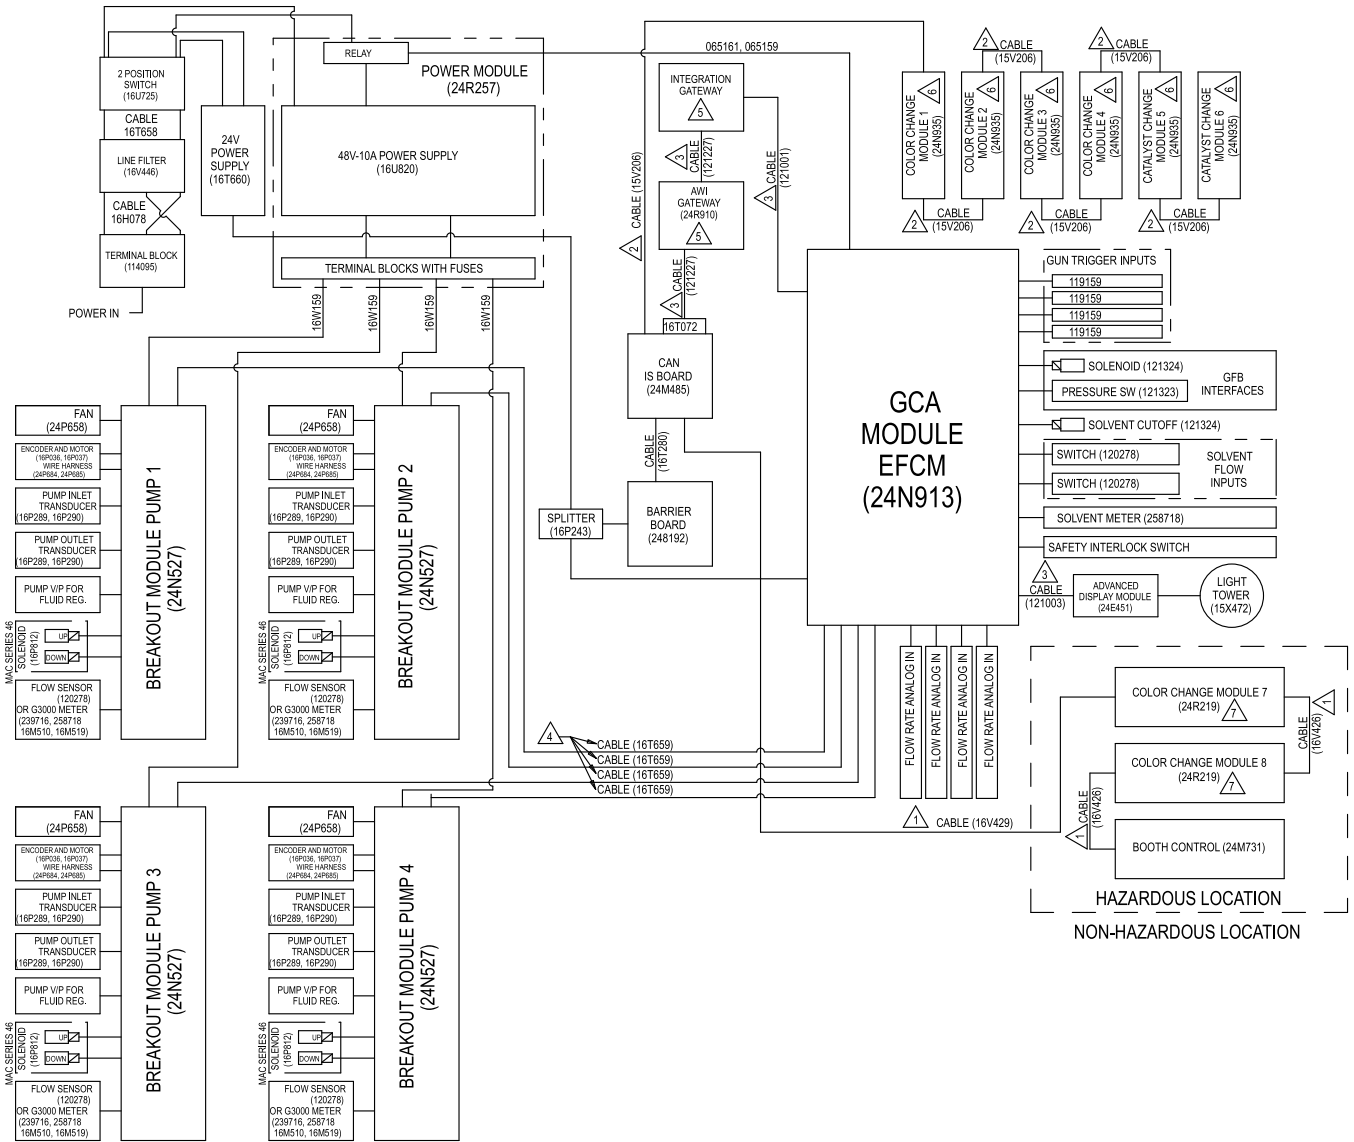 2 POSITION
SWITCH
(16U725)
CABLE
16T658
LINE FILTER
(16V446)
CABLE
16H078
TERMINAL BLOCK
(114095)
POWER IN
24V
POWER
SUPPLY
(16T660)
RELAY
POWER MODULE
(24R257)
48V-10A POWER SUPPLY
(16U820)
TERMINAL BLOCKS WITH FUSES
16W159
16W159
16W159
16W159
065161, 065159
INTEGRATION
GATEWAY
5
3
CABLE
(121227)
3
CABLE
(121001)
AWI
GATEWAY
(24R910)
5
3
CABLE
(121227)
2
CABLE (15V206)
16T072
CAN
IS BOARD
(24M485)
CABLE
(16T280)
BARRIER
BOARD
(248192)
SPLITTER
(16P243)
GCA
MODULE
EFCM
(24N913)
2
CABLE
(15V206)
2
CABLE
(15V206)
COLOR CHANGE
MODULE 1
(24N935)
6
COLOR CHANGE
MODULE 2
(24N935)
6
COLOR CHANGE
MODULE 3
(24N935)
6
COLOR CHANGE
MODULE 4
(24N935)
6
CATALYST CHANGE
MODULE 5
(24N935)
6
CATALYST CHANGE
MODULE 6
(24N935)
6
2
CABLE
(15V206)
2
CABLE
(15V206)
2
CABLE
(15V206)
GUN TRIGGER INPUTS
119159
119159
119159
119159
SOLENOID (121324)
PRESSURE SW (121323)
GFB
INTERFACES
SOLVENT CUTOFF (121324)
SWITCH (120278)
SWITCH (120278)
SOLVENT
FLOW
INPUTS
SOLVENT METER (258718)
SAFETY INTERLOCK SWITCH
3
CABLE
(121003)
ADVANCED
DISPLAY MODULE
(24E451)
LIGHT
TOWER
(15X472)
FLOW RATE ANALOG IN
FLOW RATE ANALOG IN
FLOW RATE ANALOG IN
FLOW RATE ANALOG IN
1
CABLE (16V429)
COLOR CHANGE MODULE 7
(24R219)
7
1
CABLE
(16V426)
COLOR CHANGE MODULE 8
(24R219)
7
1
CABLE
(16V426)
BOOTH CONTROL (24M731)
HAZARDOUS LOCATION
NON-HAZARDOUS LOCATION
4
CABLE (16T659)
CABLE (16T659)
CABLE (16T659)
CABLE (16T659)
FAN
(24P658)
ENCODER AND MOTOR
(16P036, 16P037)
WIRE HARNESS
(24P684, 24P685)
PUMP INLET
TRANSDUCER
(16P289, 16P290)
PUMP OUTLET
TRANSDUCER
(16P289, 16P290)
PUMP V/P FOR
FLUID REG.
MAC SERIES 46
SOLENOID
(16P812)
UP
DOWN
FLOW SENSOR
(120278)
OR G3000 METER
(239716, 258718
16M510, 16M519)
BREAKOUT MODULE PUMP 1
(24N527)
FAN
(24P658)
ENCODER AND MOTOR
(16P036, 16P037)
WIRE HARNESS
(24P684, 24P685)
PUMP INLET
TRANSDUCER
(16P289, 16P290)
PUMP OUTLET
TRANSDUCER
(16P289, 16P290)
PUMP V/P FOR
FLUID REG.
MAC SERIES 46
SOLENOID
(16P812)
UP
DOWN
FLOW SENSOR
(120278)
OR G3000 METER
(239716, 258718
16M510, 16M519)
BREAKOUT MODULE PUMP 2
(24N527)
FAN
(24P658)
ENCODER AND MOTOR
(16P036, 16P037)
WIRE HARNESS
(24P684, 24P685)
PUMP INLET
TRANSDUCER
(16P289, 16P290)
PUMP OUTLET
TRANSDUCER
(16P289, 16P290)
PUMP V/P FOR
FLUID REG.
MAC SERIES 46
SOLENOID
(16P812)
UP
DOWN
FLOW SENSOR
(120278)
OR G3000 METER
(239716, 258718
16M510, 16M519)
BREAKOUT MODULE PUMP 3
(24N527)
FAN
(24P658)
ENCODER AND MOTOR
(16P036, 16P037)
WIRE HARNESS
(24P684, 24P685)
PUMP INLET
TRANSDUCER
(16P289, 16P290)
PUMP OUTLET
TRANSDUCER
(16P289, 16P290)
PUMP V/P FOR
FLUID REG.
MAC SERIES 46
SOLENOID
(16P812)
UP
DOWN
FLOW SENSOR
(120278)
OR G3000 METER
(239716, 258718
16M510, 16M519)
BREAKOUT MODULE PUMP 4
(24N527)